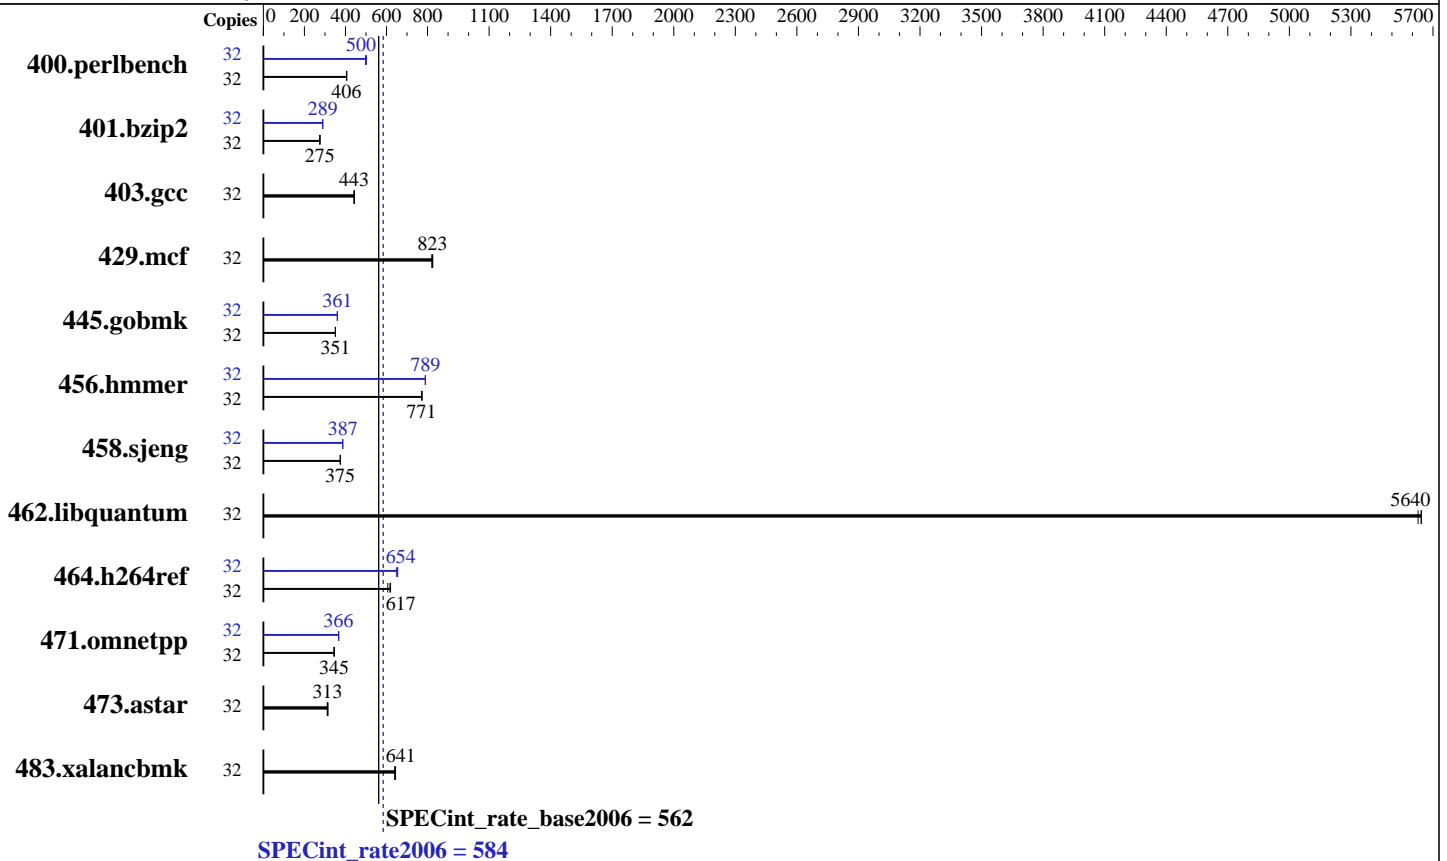 Copies 0 200 400 600 800 1100 1400 1700 2000 2300 2600 2900 3200 3500 3800 4100 4400 4700 5000 5300 5700
400.perlbench 32 500
32 406
401.bzip2 32 289
32 275
403.gcc 32 443
429.mcf 32 823
445.gobmk 32 361
32 351
456.hmmer 32 789
32 771
458.sjeng 32 387
32 375
462.libquantum 32 5640
464.h264ref 32 654
32 617
471.omnetpp 32 366
32 345
473.astar 32 313
483.xalancbmk 32 641
SPECint_rate_base2006 = 562
SPECint_rate2006 = 584